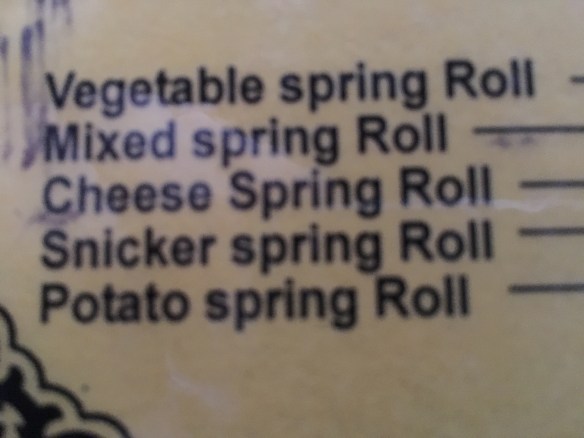 Vegetable spring Roll
Mixed spring Roll
Cheese Spring Roll
Snicker spring Roll
Potato spring Roll